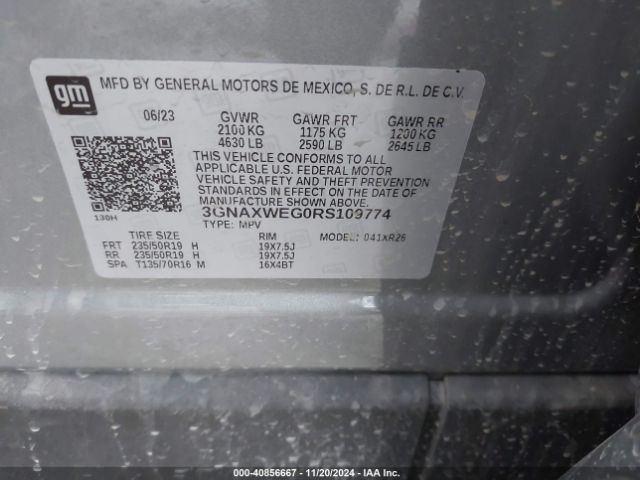 gm
MFD BY GENERAL MOTORS DE MEXICO, S. DE R.L. DE C.V.
06/23 GVWR GAWR FRT GAWR RR
2100 KG 1175 KG 1200 KG
4630 LB 2590 LB 2645 LB
THIS VEHICLE CONFORMS TO ALL
APPLICABLE U.S. FEDERAL MOTOR
VEHICLE SAFETY AND THEFT PREVENTION
STANDARDS IN EFFECT ON THE DATE OF
MANUFACTURE SHOWN ABOVE.
3GNAXWEG0RS109774
130H
TYPE: MPV MODEL: 041XR26
TIRE SIZE RIM
FRT 235/50R19 H 19X7.5J
RR 235/50R19 H 19X7.5J
SPA T135/70R16 M 16X4BT
000-40856667 - 11/20/2024 - IAA Inc.